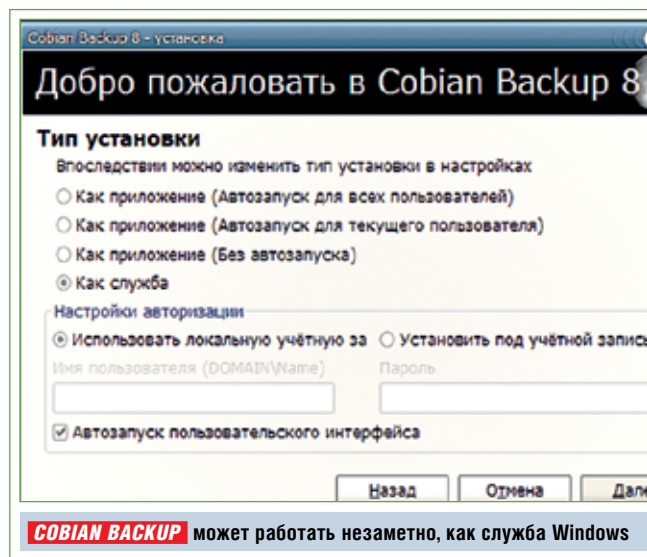 Cobian Backup 8 - установка
Добро пожаловать в Cobian Backup 8
Тип установки
Впоследствии можно изменить тип установки в настройках
Как приложение (Автозапуск для всех пользователей)
Как приложение (Автозапуск для текущего пользователя)
Как приложение (Без автозапуска)
Как служба
Настройки авторизации
Использовать локальную учётную за Установить под учётной запись
Имя пользователя (DOMAIN\Name) Пароль
Автозапуск пользовательского интерфейса
Назад Отмена Дале
COBIAN BACKUP может работать незаметно, как служба Windows